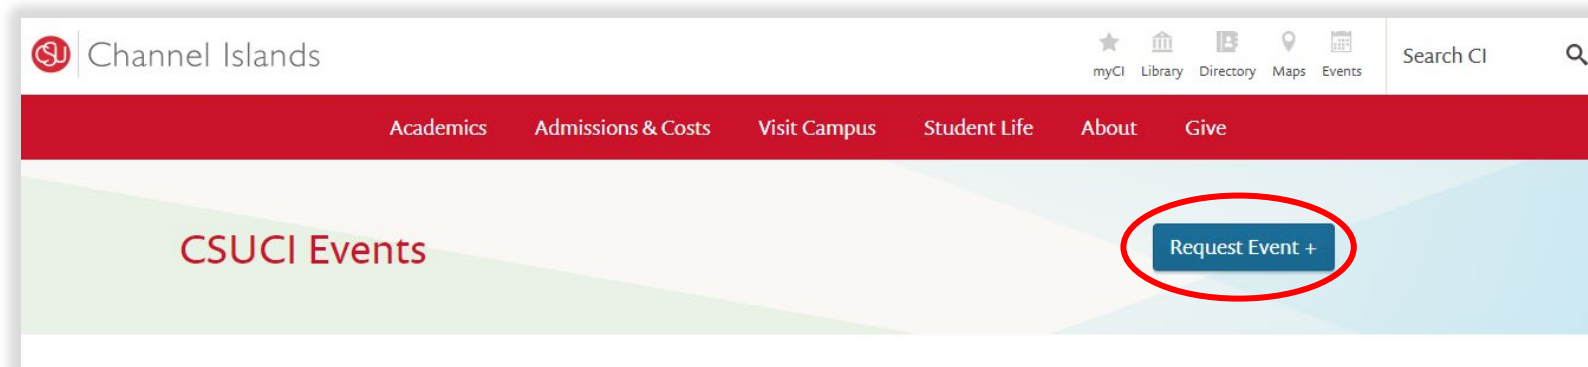 CSU Channel Islands
myCI Library Directory Maps Events
Search CI
Academics Admissions & Costs Visit Campus Student Life About Give
CSUCI Events
Request Event +